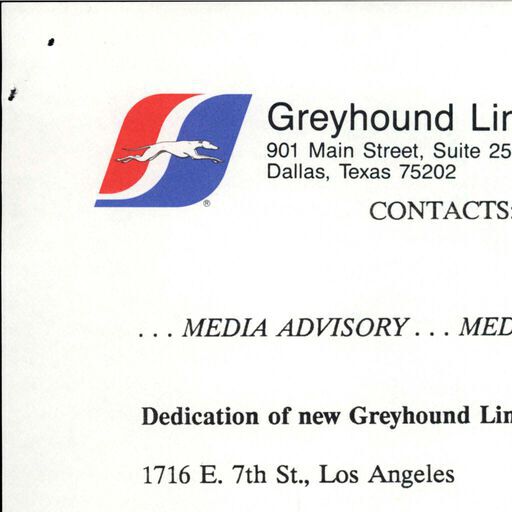 Greyhound Lin
901 Main Street, Suite 25
Dallas, Texas 75202
CONTACTS:
. . . MEDIA ADVISORY . . . MED
Dedication of new Greyhound Lin
1716 E. 7th St., Los Angeles
®